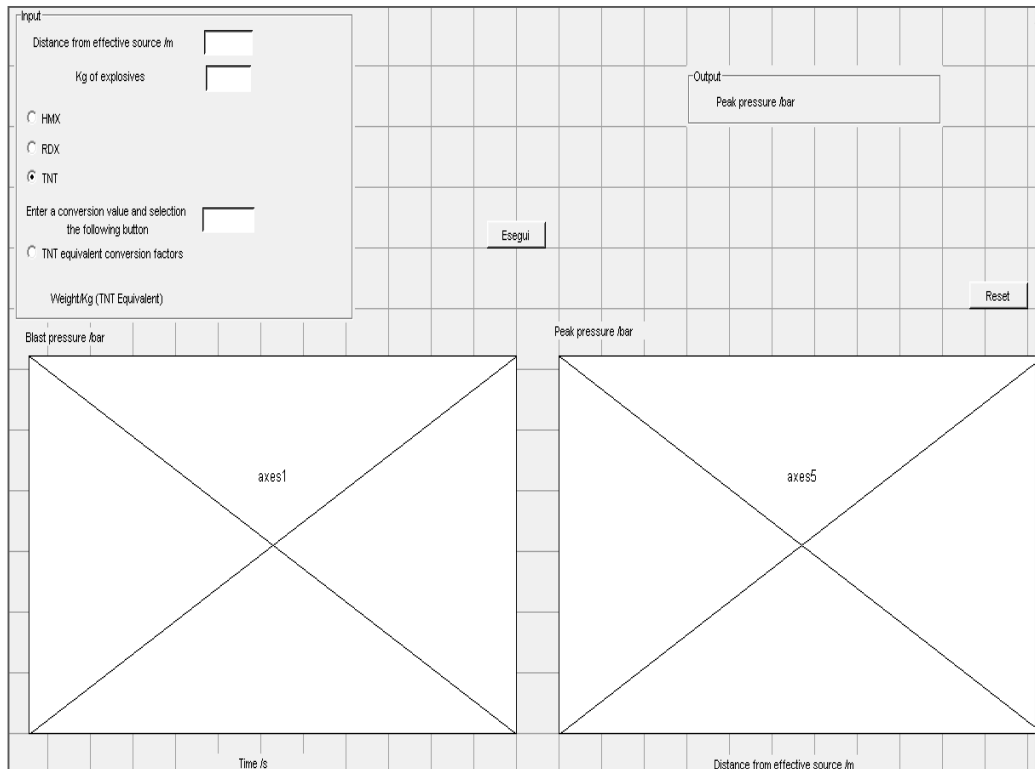 Input
Distance from effective source /m
Kg of explosives
HMX
RDX
TNT
Enter a conversion value and selection
the following button
TNT equivalent conversion factors
Weight/Kg (TNT Equivalent)
Output
Peak pressure /bar
Esegui
Reset
Blast pressure /bar
Peak pressure /bar
axes1
axes5
Time /s
Distance from effective source /m